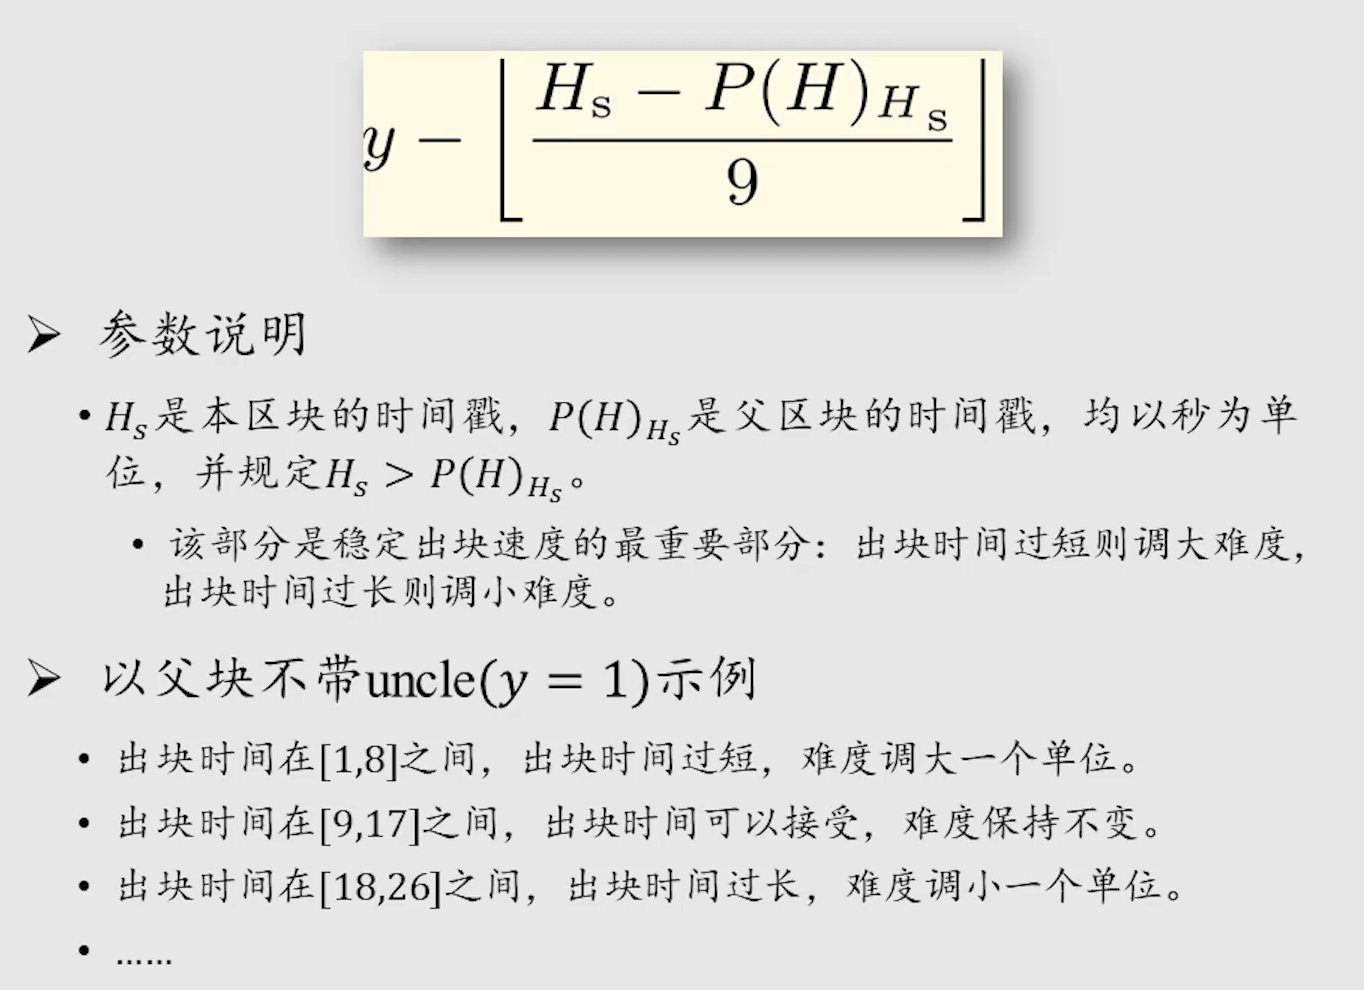 y − ⌊(H_s − P(H)_{H_s}) / 9⌋
➢ 参数说明
• H_s是本区块的时间戳，P(H)_{H_s}是父区块的时间戳，均以秒为单
位，并规定H_s > P(H)_{H_s}。
• 该部分是稳定出块速度的最重要部分：出块时间过短则调大难度，
出块时间过长则调小难度。
➢ 以父块不带uncle(y = 1)示例
• 出块时间在[1,8]之间，出块时间过短，难度调大一个单位。
• 出块时间在[9,17]之间，出块时间可以接受，难度保持不变。
• 出块时间在[18,26]之间，出块时间过长，难度调小一个单位。
• ……